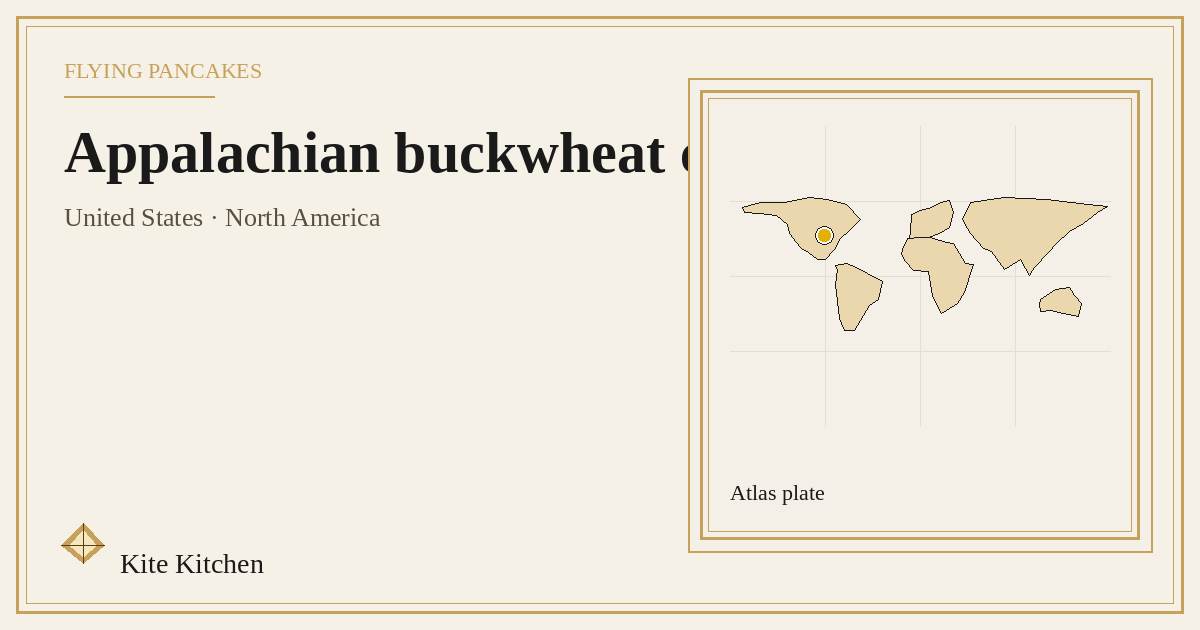 FLYING PANCAKES
Appalachian buckwheat
United States · North America
Atlas plate
Kite Kitchen